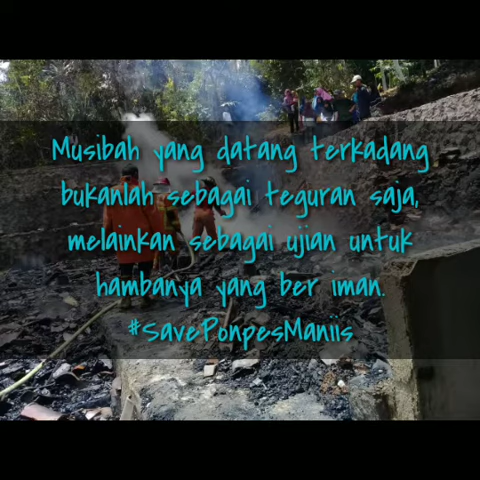 Musibah yang datang terkadang
bukanlah sebagai teguran saja,
melainkan sebagai ujian untuk
hambanya yang ber iman.
#SavePonpesManiis